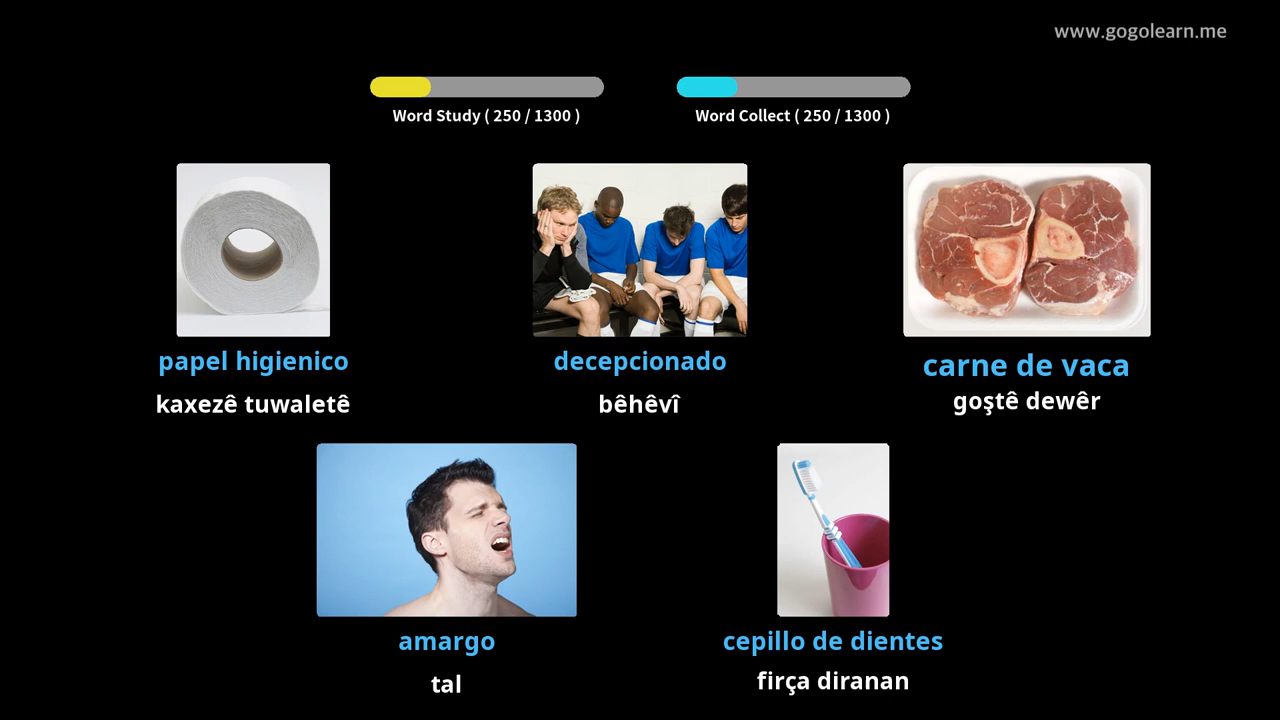 www.gogolearn.me
Word Study ( 250 / 1300 )
Word Collect ( 250 / 1300 )
papel higienico
decepcionado
carne de vaca
kaxezê tuwaletê
bêhêvî
goştê dewêr
amargo
cepillo de dientes
tal
firça diranan